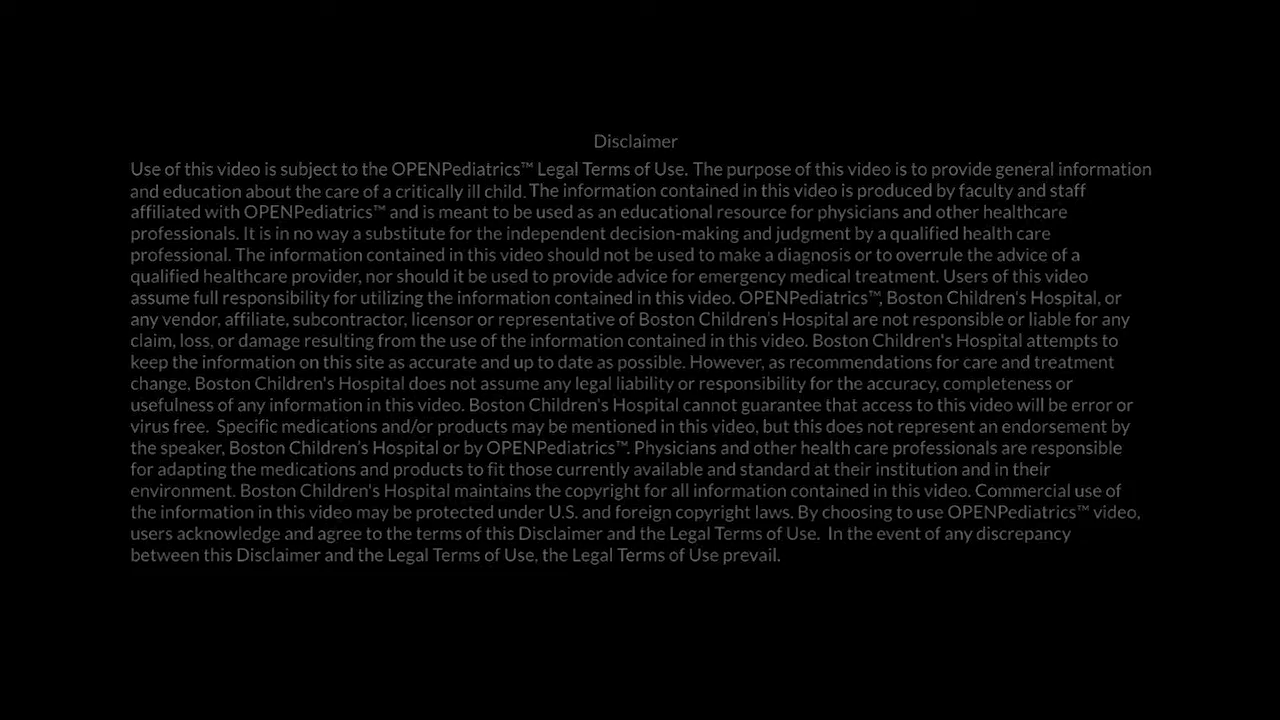 Disclaimer
Use of this video is subject to the OPENPediatrics™ Legal Terms of Use. The purpose of this video is to provide general information
and education about the care of a critically ill child. The information contained in this video is produced by faculty and staff
affiliated with OPENPediatrics™ and is meant to be used as an educational resource for physicians and other healthcare
professionals. It is in no way a substitute for the independent decision-making and judgment by a qualified health care
professional. The information contained in this video should not be used to make a diagnosis or to overrule the advice of a
qualified healthcare provider, nor should it be used to provide advice for emergency medical treatment. Users of this video
assume full responsibility for utilizing the information contained in this video. OPENPediatrics™, Boston Children's Hospital, or
any vendor, affiliate, subcontractor, licensor or representative of Boston Children's Hospital are not responsible or liable for any
claim, loss, or damage resulting from the use of the information contained in this video. Boston Children's Hospital attempts to
keep the information on this site as accurate and up to date as possible. However, as recommendations for care and treatment
change, Boston Children's Hospital does not assume any legal liability or responsibility for the accuracy, completeness or
usefulness of any information in this video. Boston Children's Hospital cannot guarantee that access to this video will be error or
virus free.  Specific medications and/or products may be mentioned in this video, but this does not represent an endorsement by
the speaker, Boston Children's Hospital or by OPENPediatrics™. Physicians and other health care professionals are responsible
for adapting the medications and products to fit those currently available and standard at their institution and in their
environment. Boston Children's Hospital maintains the copyright for all information contained in this video. Commercial use of
the information in this video may be protected under U.S. and foreign copyright laws. By choosing to use OPENPediatrics™ video,
users acknowledge and agree to the terms of this Disclaimer and the Legal Terms of Use.  In the event of any discrepancy
between this Disclaimer and the Legal Terms of Use, the Legal Terms of Use prevail.